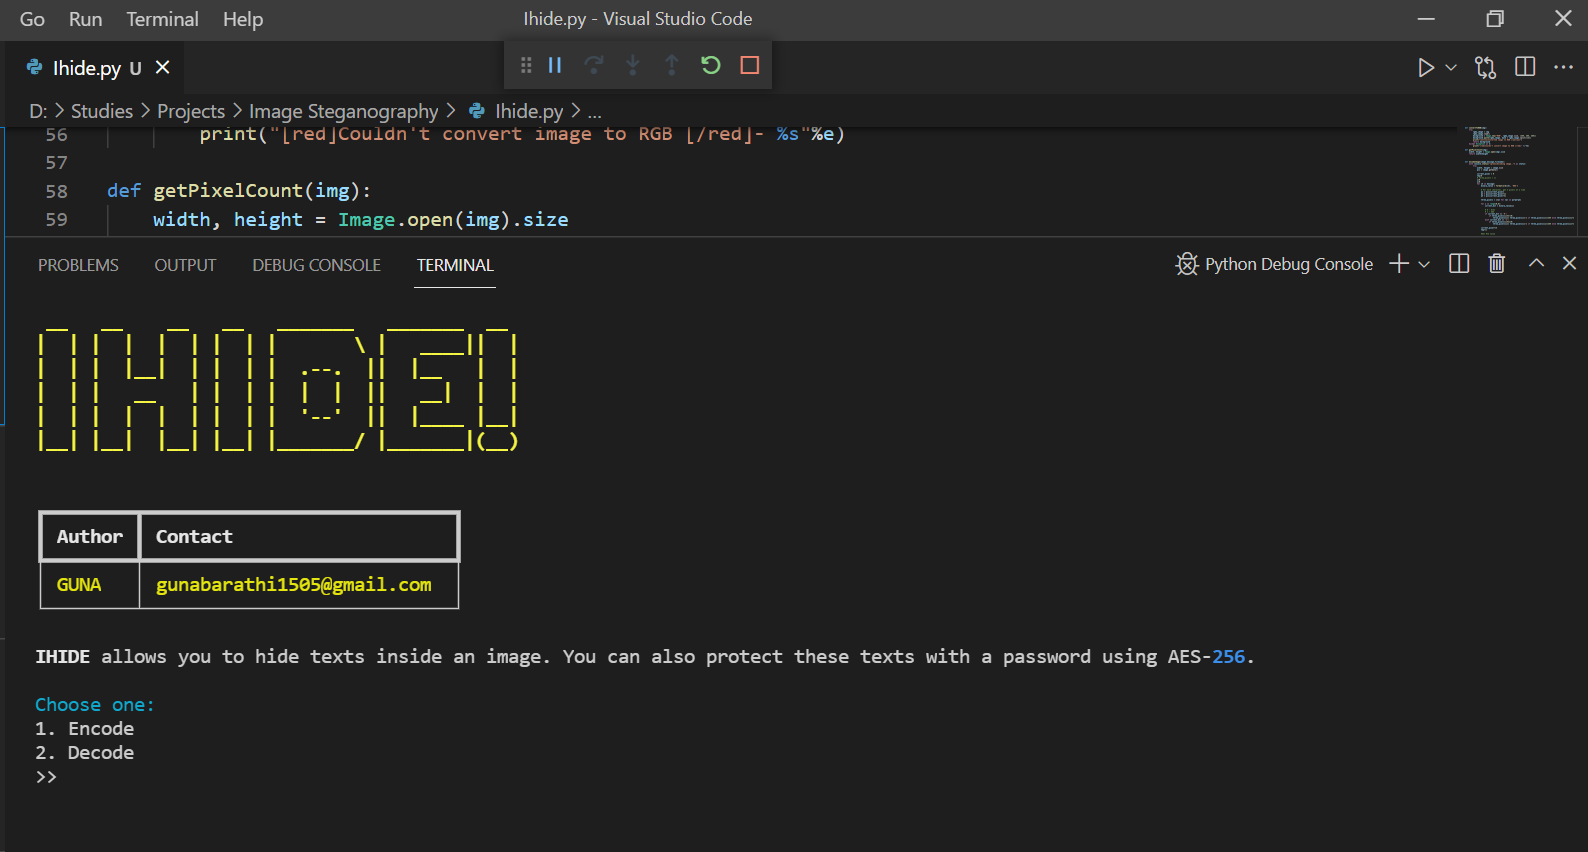 Go Run Terminal Help Ihide.py - Visual Studio Code
Ihide.py U
D: > Studies > Projects > Image Steganography > Ihide.py > ...
56 print("[red]Couldn't convert image to RGB [/red]- %s"%e)
57
58 def getPixelCount(img):
59 width, height = Image.open(img).size
PROBLEMS OUTPUT DEBUG CONSOLE TERMINAL Python Debug Console
IHIDE!
Author Contact
GUNA gunabarathi1505@gmail.com
IHIDE allows you to hide texts inside an image. You can also protect these texts with a password using AES-256.
Choose one:
1. Encode
2. Decode
>>